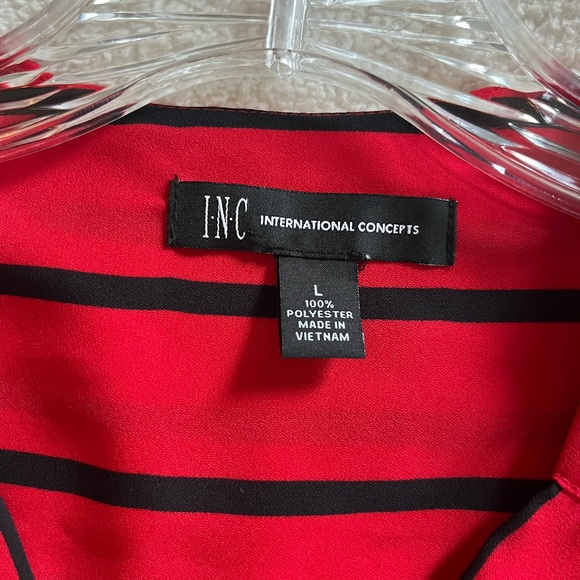 I·N·C INTERNATIONAL CONCEPTS
L
100%
POLYESTER
MADE IN
VIETNAM